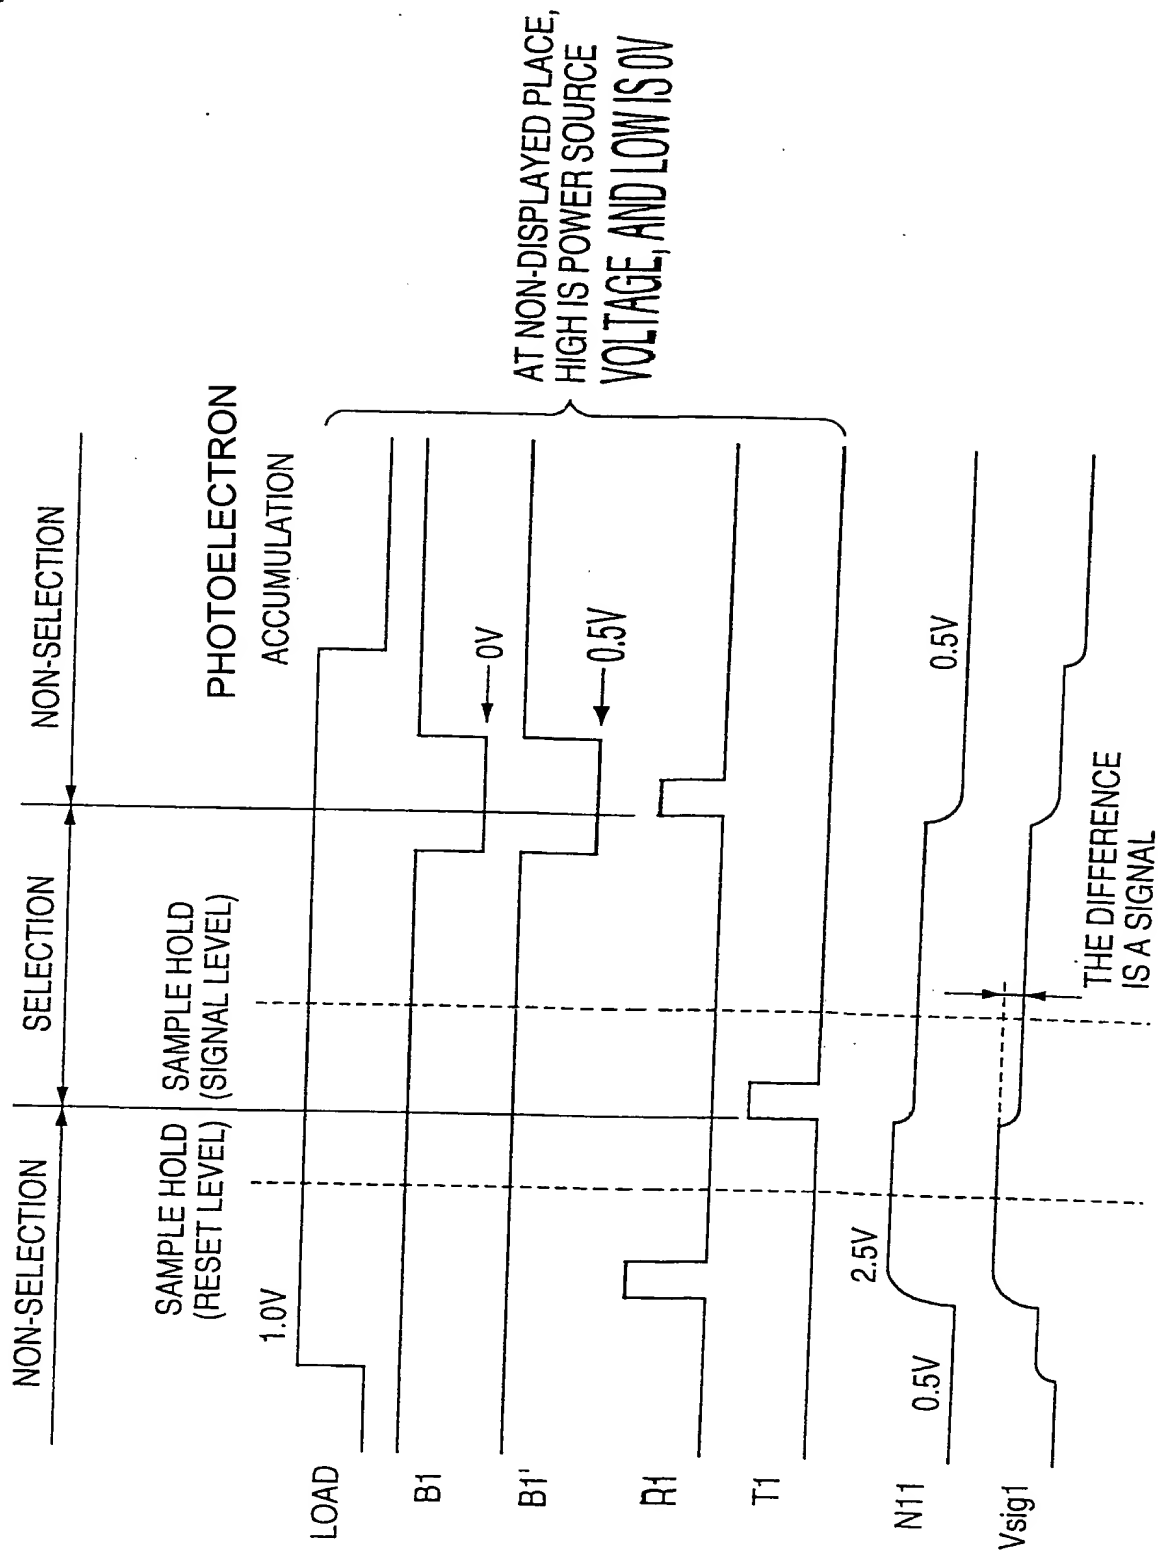 NON-SELECTION
SELECTION
NON-SELECTION
SAMPLE HOLD
(RESET LEVEL)
SAMPLE HOLD
(SIGNAL LEVEL)
PHOTOELECTRON
ACCUMULATION
LOAD
1.0V
B1
0V
B1'
0.5V
R1
T1
AT NON-DISPLAYED PLACE,
HIGH IS POWER SOURCE
VOLTAGE, AND LOW IS 0V
N11
0.5V
2.5V
0.5V
Vsig1
THE DIFFERENCE
IS A SIGNAL